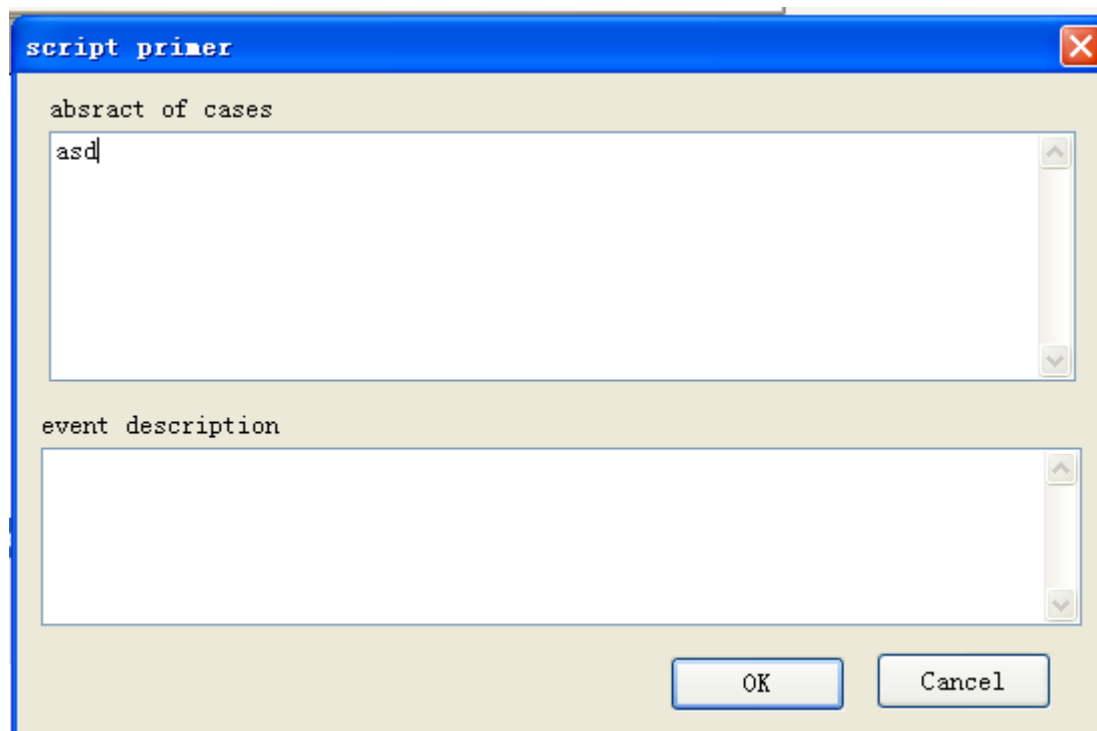 script primer
absract of cases
asd
event description
OK
Cancel